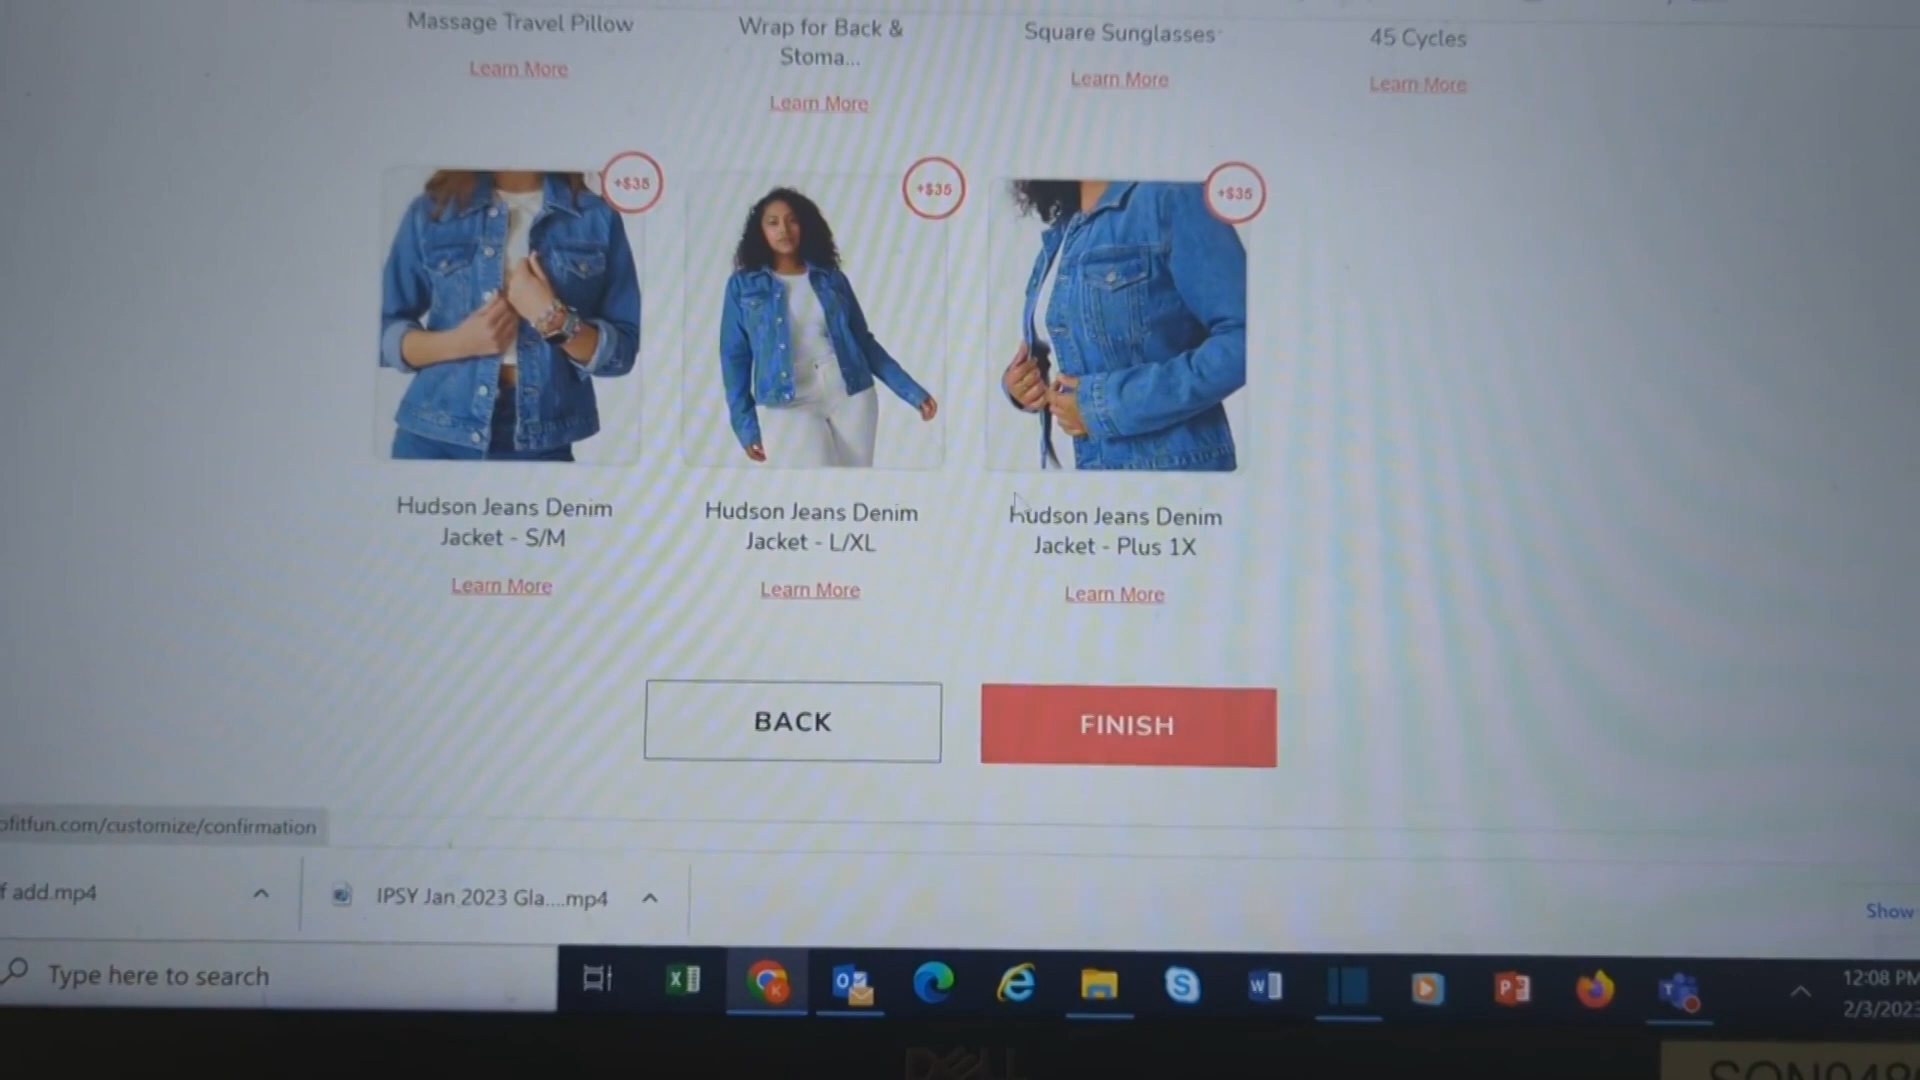 Massage Travel Pillow
Learn More
Wrap for Back &
Stoma...
Learn More
Square Sunglasses
Learn More
45 Cycles
Learn More
+$35
+$35
+$35
Hudson Jeans Denim
Jacket - S/M
Learn More
Hudson Jeans Denim
Jacket - L/XL
Learn More
Hudson Jeans Denim
Jacket - Plus 1X
Learn More
BACK
FINISH
ofitfun.com/customize/confirmation
f add.mp4
IPSY Jan 2023 Gla....mp4
Show
Type here to search
12:08 PM
2/3/2023
DELL